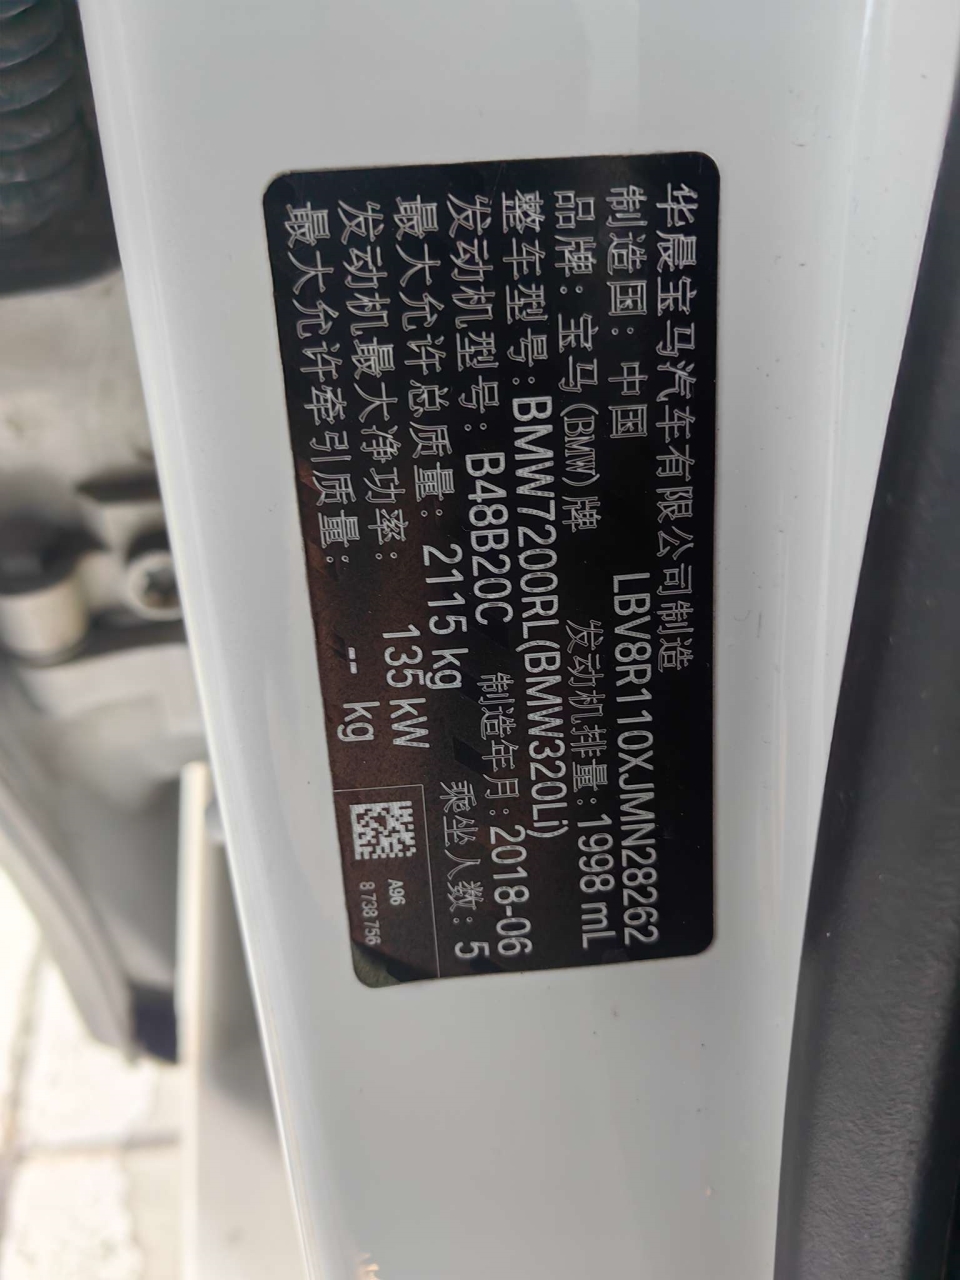 华晨宝马汽车有限公司制造
制造国：中国 LBV8R110XJMN28262
品牌：宝马(BMW)牌 发动机排量：1998 mL
整车型号：BMW7200RL(BMW320Li)
发动机型号：B48B20C 制造年月：2018-06
最大允许总质量：2115 kg 乘坐人数：5
发动机最大净功率：135 kW
最大允许牵引质量：-- kg
A96
8 738 756